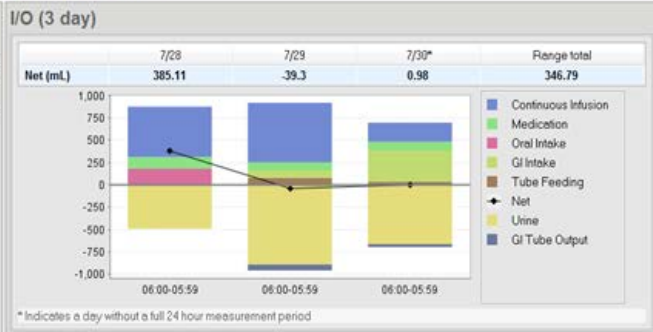 I/O (3 day)
7/28 7/29 7/30* Range total
Net (mL) 385.11 -39.3 0.98 346.79
1,000
750
500
250
0
-250
-500
-750
-1,000
06:00-05:59 06:00-05:59 06:00-05:59
Continuous Infusion
Medication
Oral Intake
GI Intake
Tube Feeding
Net
Urine
GI Tube Output
* Indicates a day without a full 24 hour measurement period